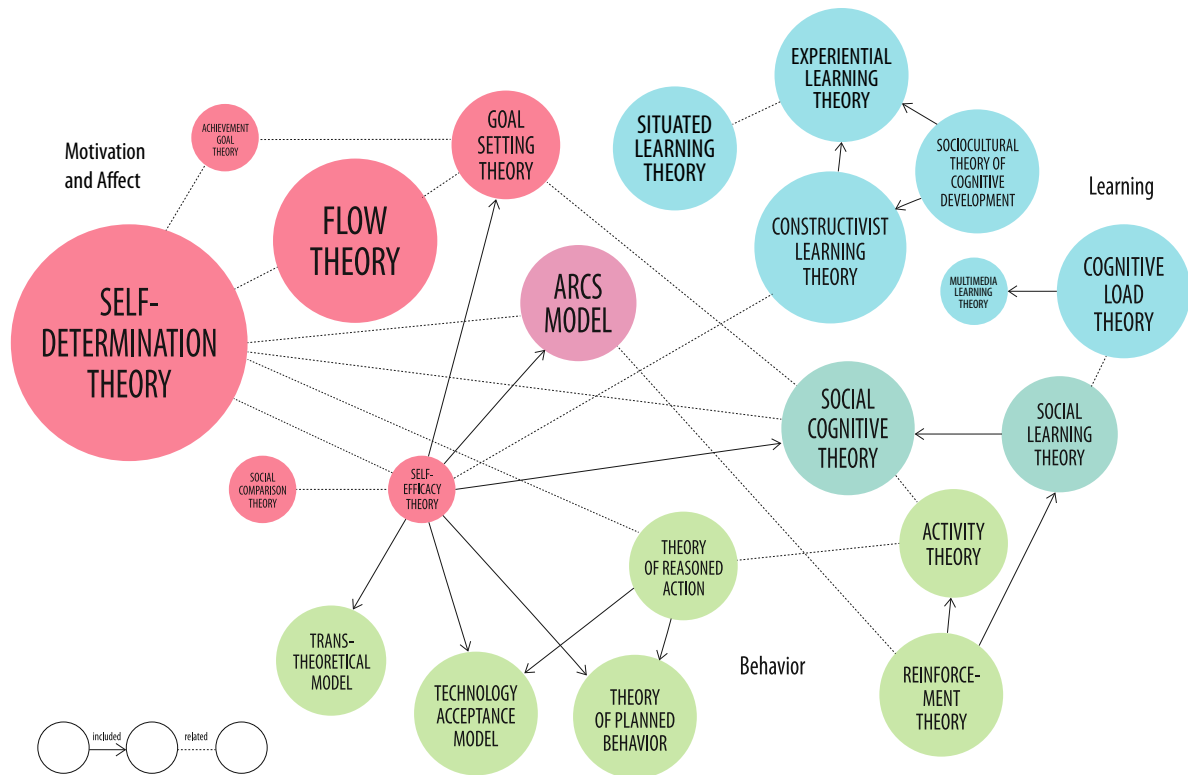 Motivation
and Affect
ACHIEVEMENT
GOAL
THEORY
GOAL
SETTING
THEORY
FLOW
THEORY
SELF-
DETERMINATION
THEORY
ARCS
MODEL
SOCIAL
COMPARISON
THEORY
SELF-
EFFICACY
THEORY
EXPERIENTIAL
LEARNING
THEORY
SITUATED
LEARNING
THEORY
SOCIOCULTURAL
THEORY OF
COGNITIVE
DEVELOPMENT
Learning
CONSTRUCTIVIST
LEARNING
THEORY
MULTIMEDIA
LEARNING
THEORY
COGNITIVE
LOAD
THEORY
SOCIAL
COGNITIVE
THEORY
SOCIAL
LEARNING
THEORY
ACTIVITY
THEORY
THEORY
OF REASONED
ACTION
TRANS-
THEORETICAL
MODEL
TECHNOLOGY
ACCEPTANCE
MODEL
THEORY
OF PLANNED
BEHAVIOR
Behavior
REINFORCE-
MENT
THEORY
included
related